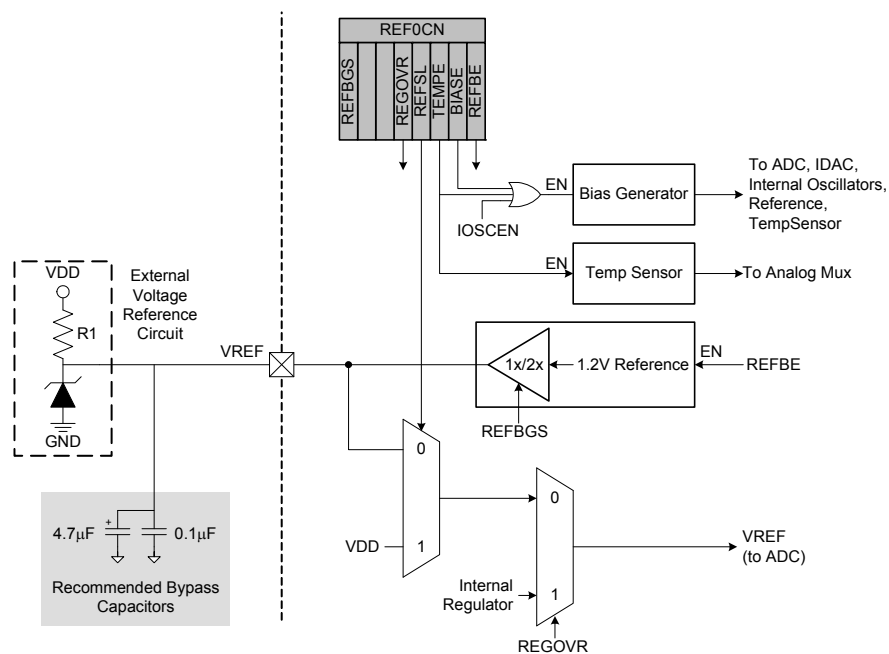 REF0CN
REFBGS
REGOVR
REFSL
TEMPE
BIASE
REFBE
EN
Bias Generator
To ADC, IDAC,
Internal Oscillators,
Reference,
TempSensor
IOSCEN
EN
Temp Sensor
To Analog Mux
VDD
R1
GND
External
Voltage
Reference
Circuit
VREF
1x/2x
1.2V Reference
EN
REFBE
REFBGS
0
1
VDD
0
1
Internal
Regulator
REGOVR
VREF
(to ADC)
4.7µF
+
0.1µF
Recommended Bypass
Capacitors